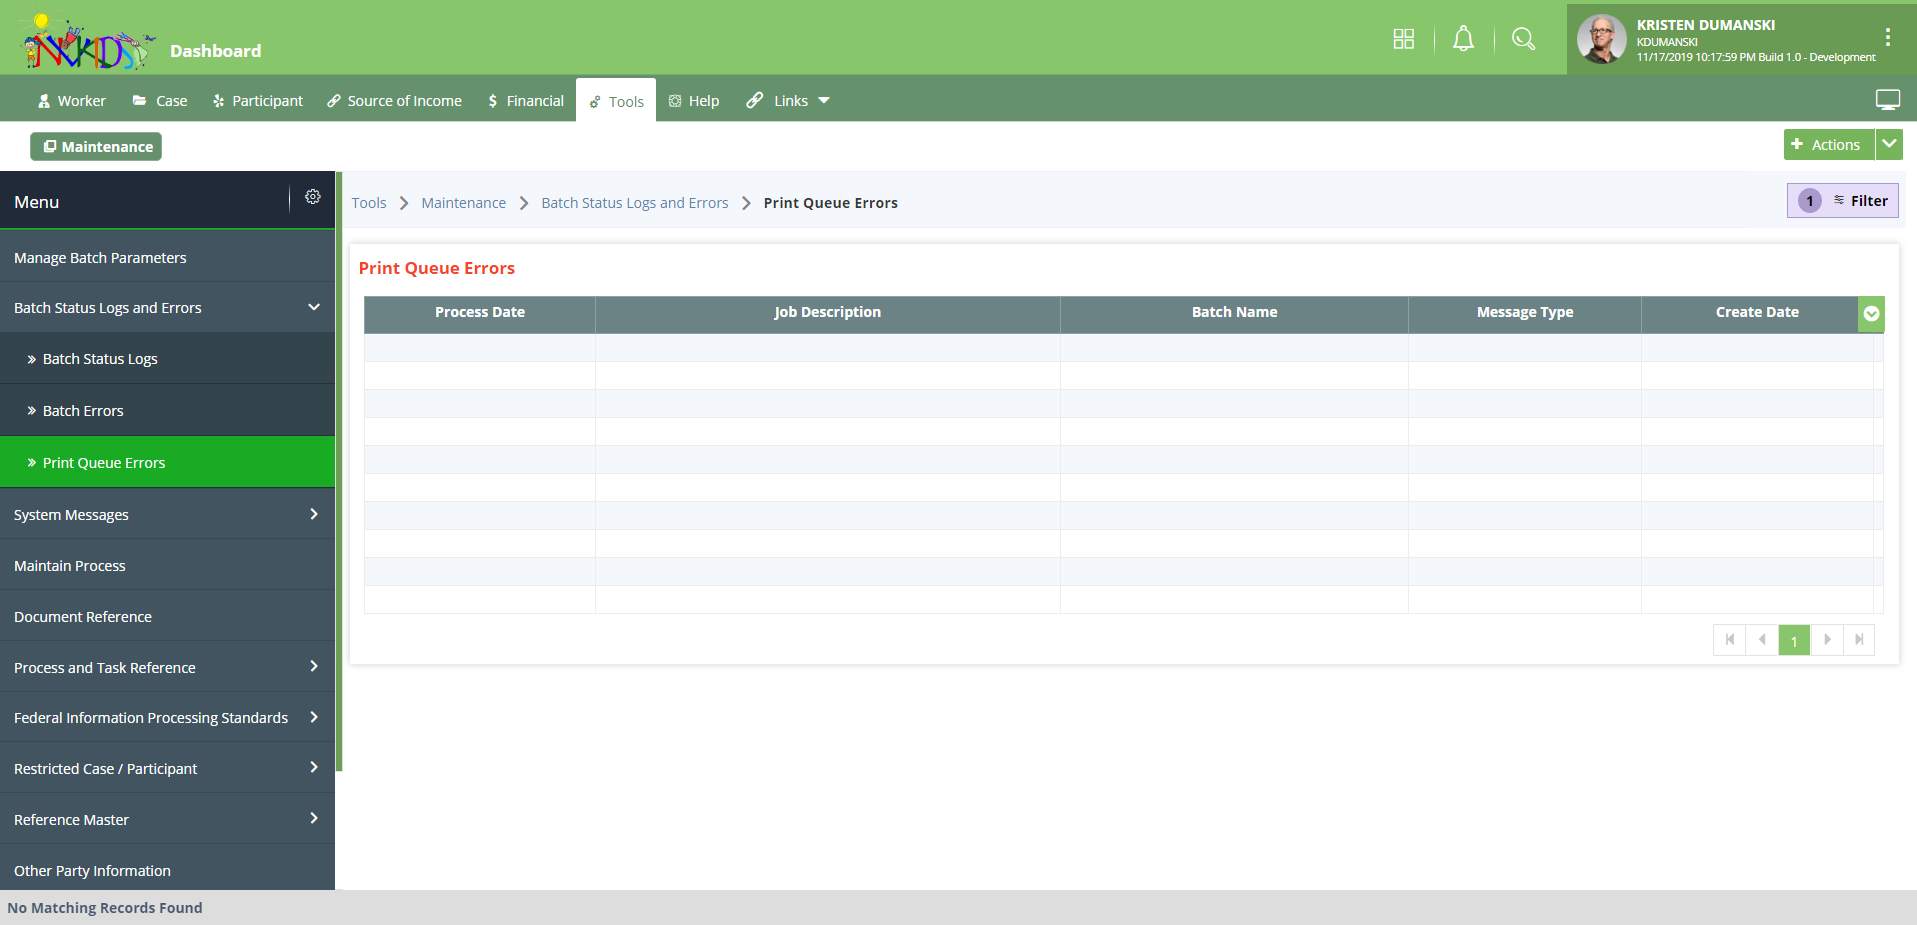 NVKIDS
Dashboard
KRISTEN DUMANSKI
KDUMANSKI
11/17/2019 10:17:59 PM Build 1.0 - Development
Worker Case Participant Source of Income $ Financial Tools Help Links
Maintenance
+ Actions
Menu
Tools Maintenance Batch Status Logs and Errors Print Queue Errors
1 Filter
Manage Batch Parameters
Batch Status Logs and Errors
» Batch Status Logs
» Batch Errors
» Print Queue Errors
System Messages
Maintain Process
Document Reference
Process and Task Reference
Federal Information Processing Standards
Restricted Case / Participant
Reference Master
Other Party Information
Print Queue Errors
Process Date Job Description Batch Name Message Type Create Date
1
No Matching Records Found